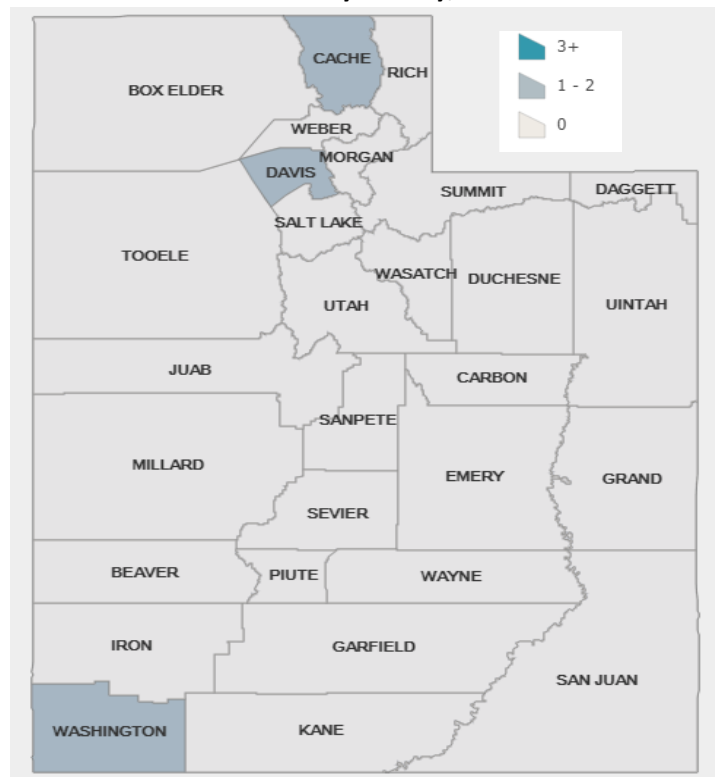 3+
1 - 2
0
CACHE
RICH
BOX ELDER
WEBER
MORGAN
DAVIS
SUMMIT
DAGGETT
SALT LAKE
TOOELE
WASATCH
DUCHESNE
UTAH
UINTAH
JUAB
CARBON
SANPETE
MILLARD
EMERY
GRAND
SEVIER
BEAVER
PIUTE
WAYNE
IRON
GARFIELD
SAN JUAN
WASHINGTON
KANE